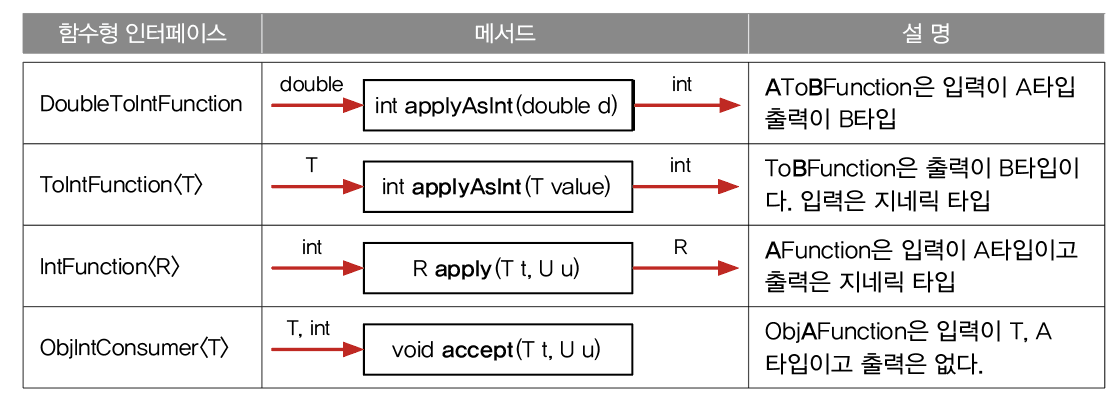 함수형 인터페이스 메서드 설 명
DoubleToIntFunction
double
int applyAsInt(double d)
int
AToBFunction은 입력이 A타입
출력이 B타입
ToIntFunction〈T〉
T
int applyAsInt(T value)
int
ToBFunction은 출력이 B타입이
다. 입력은 지네릭 타입
IntFunction〈R〉
int
R apply(T t, U u)
R
AFunction은 입력이 A타입이고
출력은 지네릭 타입
ObjIntConsumer〈T〉
T, int
void accept(T t, U u)
ObjAFunction은 입력이 T, A
타입이고 출력은 없다.